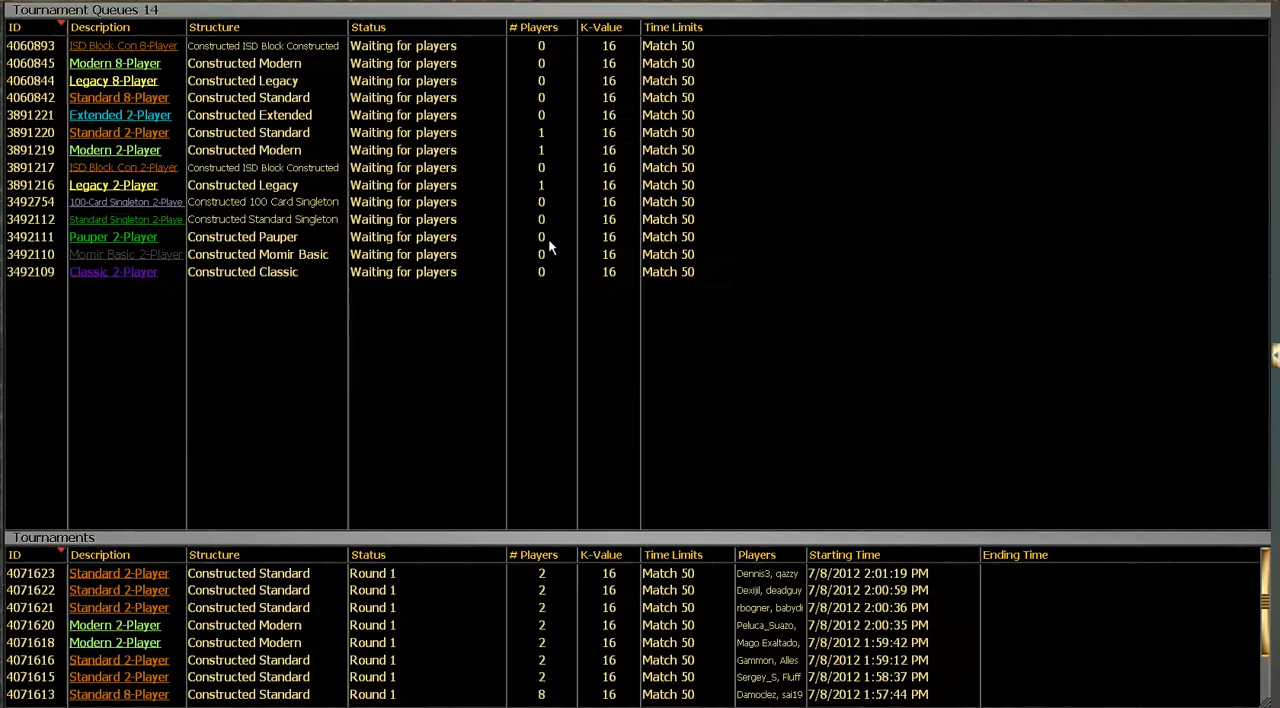 Tournament Queues 14
ID Description Structure Status # Players K-Value Time Limits
4060893 ISD Block Con 8-Player Constructed ISD Block Constructed Waiting for players 0 16 Match 50
4060845 Modern 8-Player Constructed Modern Waiting for players 0 16 Match 50
4060844 Legacy 8-Player Constructed Legacy Waiting for players 0 16 Match 50
4060842 Standard 8-Player Constructed Standard Waiting for players 0 16 Match 50
3891221 Extended 2-Player Constructed Extended Waiting for players 0 16 Match 50
3891220 Standard 2-Player Constructed Standard Waiting for players 1 16 Match 50
3891219 Modern 2-Player Constructed Modern Waiting for players 1 16 Match 50
3891217 ISD Block Con 2-Player Constructed ISD Block Constructed Waiting for players 0 16 Match 50
3891216 Legacy 2-Player Constructed Legacy Waiting for players 1 16 Match 50
3492754 100-Card Singleton 2-Playe Constructed 100 Card Singleton Waiting for players 0 16 Match 50
3492112 Standard Singleton 2-Playe Constructed Standard Singleton Waiting for players 0 16 Match 50
3492111 Pauper 2-Player Constructed Pauper Waiting for players 0 16 Match 50
3492110 Momir Basic 2-Player Constructed Momir Basic Waiting for players 0 16 Match 50
3492109 Classic 2-Player Constructed Classic Waiting for players 0 16 Match 50
Tournaments
ID Description Structure Status # Players K-Value Time Limits Players Starting Time Ending Time
4071623 Standard 2-Player Constructed Standard Round 1 2 16 Match 50 Dennis3, qazzy 7/8/2012 2:01:19 PM
4071622 Standard 2-Player Constructed Standard Round 1 2 16 Match 50 Dexijil, deadguy 7/8/2012 2:00:59 PM
4071621 Standard 2-Player Constructed Standard Round 1 2 16 Match 50 rbogner, babydi 7/8/2012 2:00:36 PM
4071620 Modern 2-Player Constructed Modern Round 1 2 16 Match 50 Peluca_Suazo, 7/8/2012 2:00:35 PM
4071618 Modern 2-Player Constructed Modern Round 1 2 16 Match 50 Mago Exaltado, 7/8/2012 1:59:42 PM
4071616 Standard 2-Player Constructed Standard Round 1 2 16 Match 50 Gammon, Alles 7/8/2012 1:59:12 PM
4071615 Standard 2-Player Constructed Standard Round 1 2 16 Match 50 Sergey_S, Fluff 7/8/2012 1:58:37 PM
4071613 Standard 8-Player Constructed Standard Round 1 8 16 Match 50 Damoclez, sai19 7/8/2012 1:57:44 PM